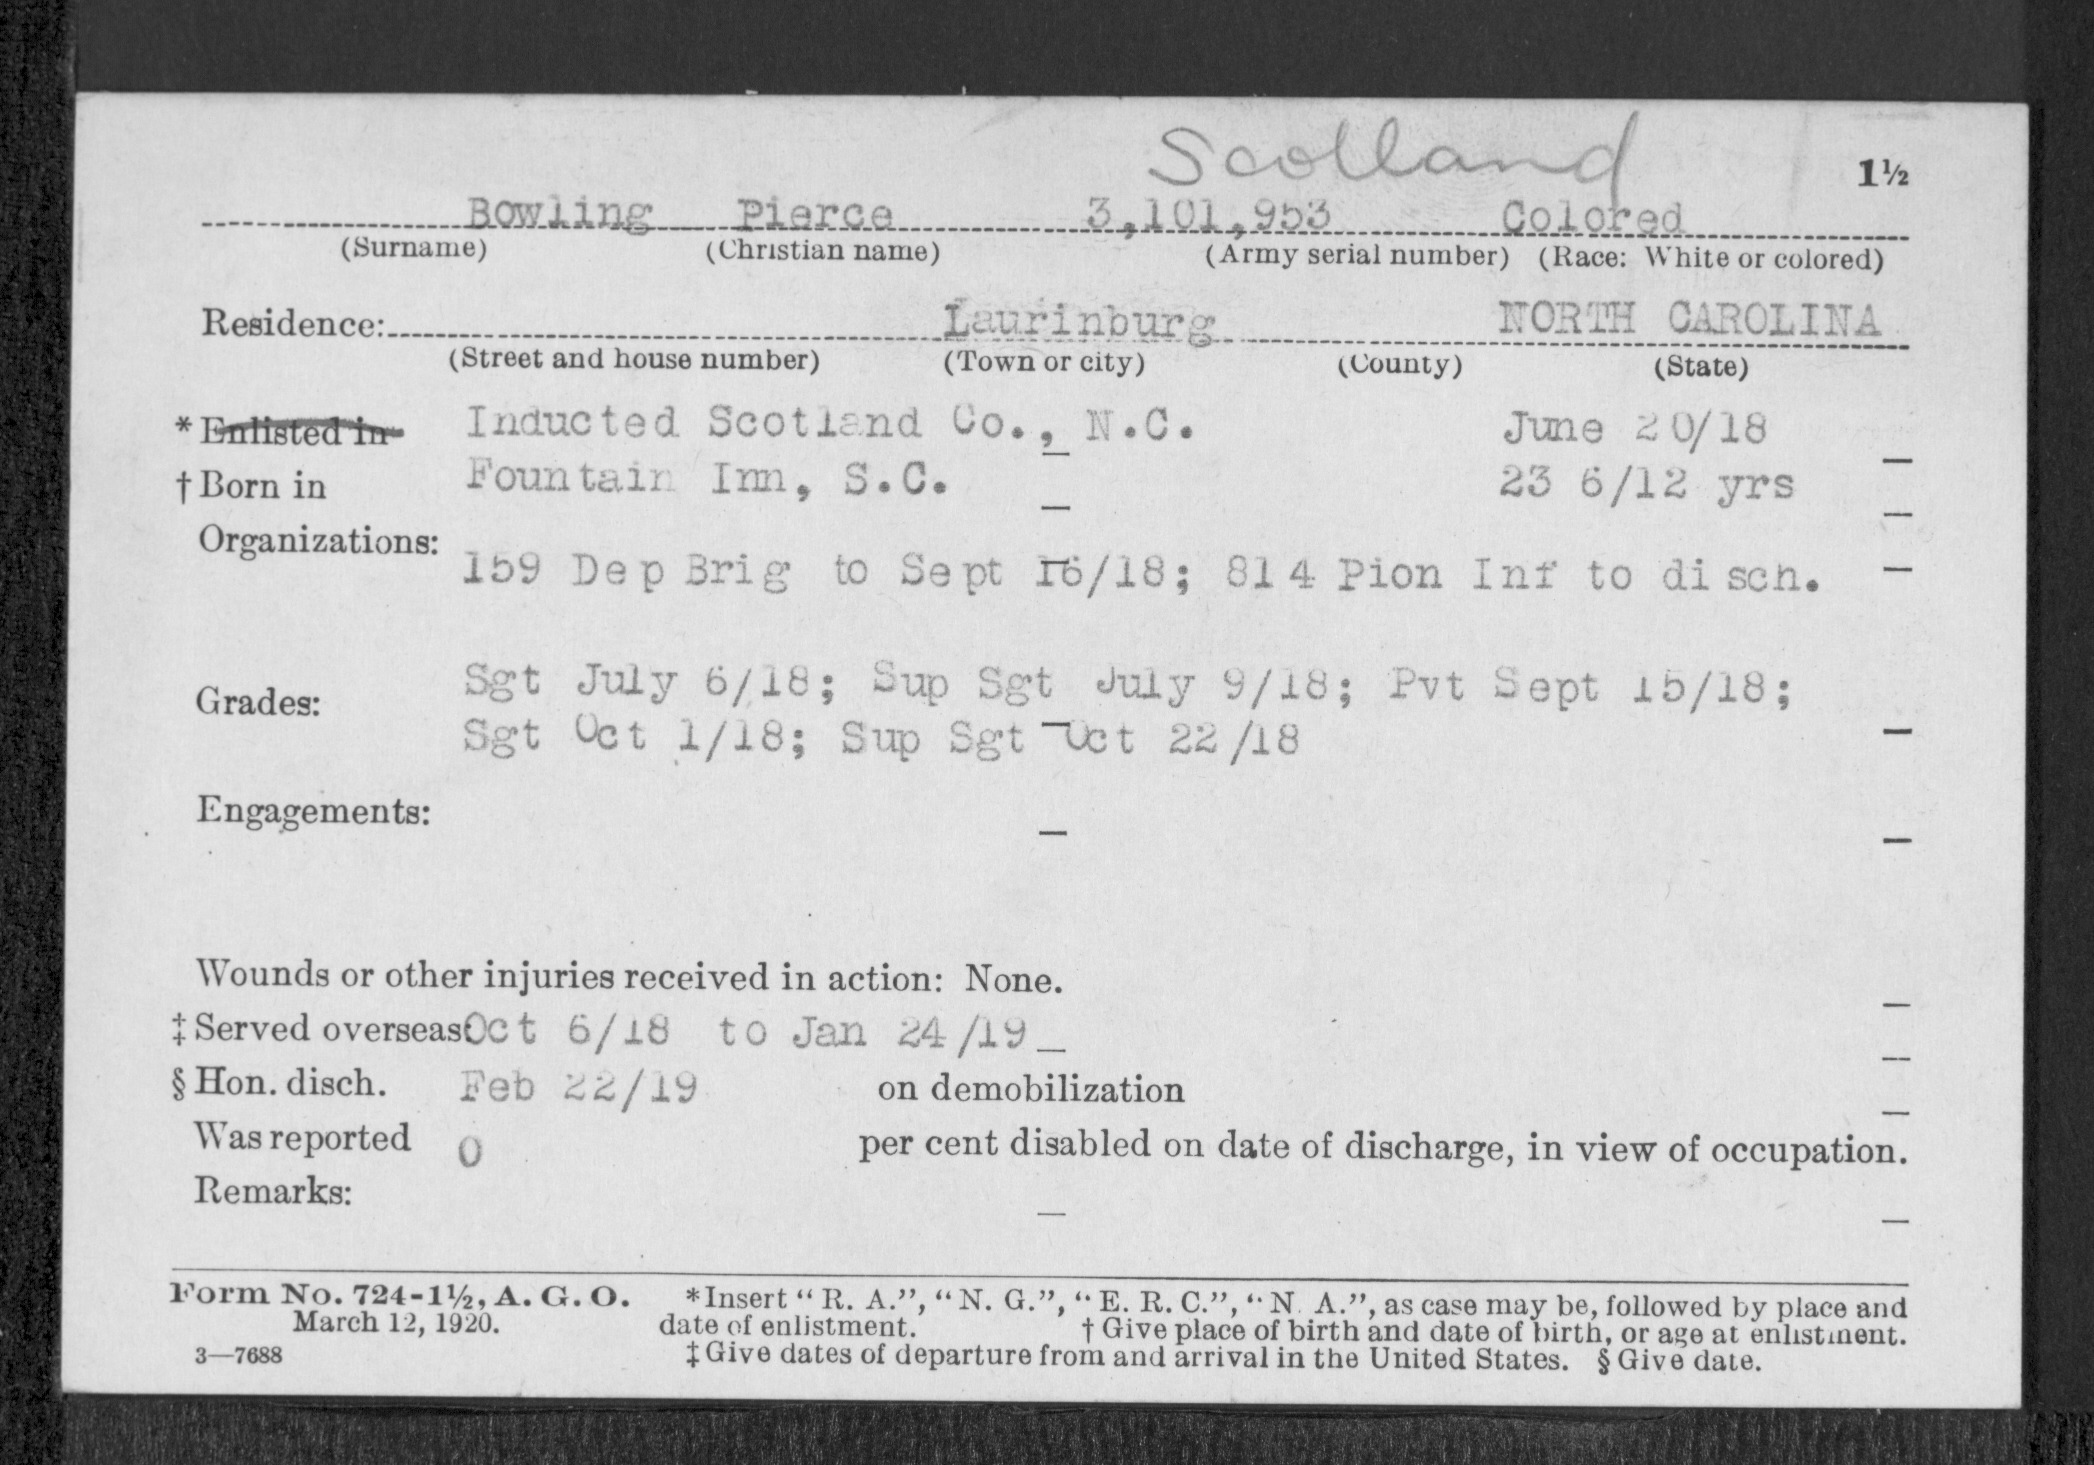 Scotland
1½
Bowling Pierce 3,101,953 Colored
(Surname) (Christian name) (Army serial number) (Race: White or colored)
Residence: Laurinburg NORTH CAROLINA
(Street and house number) (Town or city) (County) (State)
* Enlisted in Inducted Scotland Co., N.C. June 20/18
† Born in Fountain Inn, S.C. 23 6/12 yrs
Organizations:
159 Dep Brig to Sept 16/18; 814 Pion Inf to disch.
Grades: Sgt July 6/18; Sup Sgt July 9/18; Pvt Sept 15/18;
Sgt Oct 1/18; Sup Sgt Oct 22/18
Engagements:
Wounds or other injuries received in action: None.
‡ Served overseas Oct 6/18 to Jan 24/19
§ Hon. disch. Feb 22/19 on demobilization
Was reported 0 per cent disabled on date of discharge, in view of occupation.
Remarks:
Form No. 724-1½, A. G. O. *Insert "R. A.", "N. G.", "E. R. C.", "N. A.", as case may be, followed by place and
March 12, 1920. date of enlistment. † Give place of birth and date of birth, or age at enlistment.
3—7688 ‡ Give dates of departure from and arrival in the United States. § Give date.